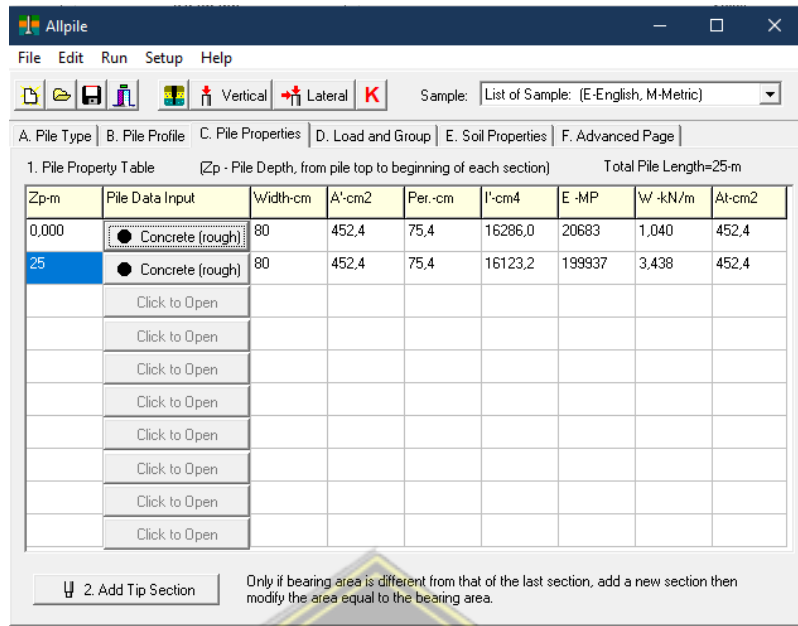 Allpile
File Edit Run Setup Help
Vertical Lateral K Sample: List of Sample: (E-English, M-Metric)
A. Pile Type B. Pile Profile C. Pile Properties D. Load and Group E. Soil Properties F. Advanced Page
1. Pile Property Table (Zp - Pile Depth, from pile top to beginning of each section) Total Pile Length=25-m
Zp-m Pile Data Input Width-cm A'-cm2 Per.-cm I'-cm4 E -MP W -kN/m At-cm2
0,000 Concrete (rough) 80 452,4 75,4 16286,0 20683 1,040 452,4
25 Concrete (rough) 80 452,4 75,4 16123,2 199937 3,438 452,4
Click to Open
Click to Open
Click to Open
Click to Open
Click to Open
Click to Open
Click to Open
Click to Open
2. Add Tip Section Only if bearing area is different from that of the last section, add a new section then
modify the area equal to the bearing area.